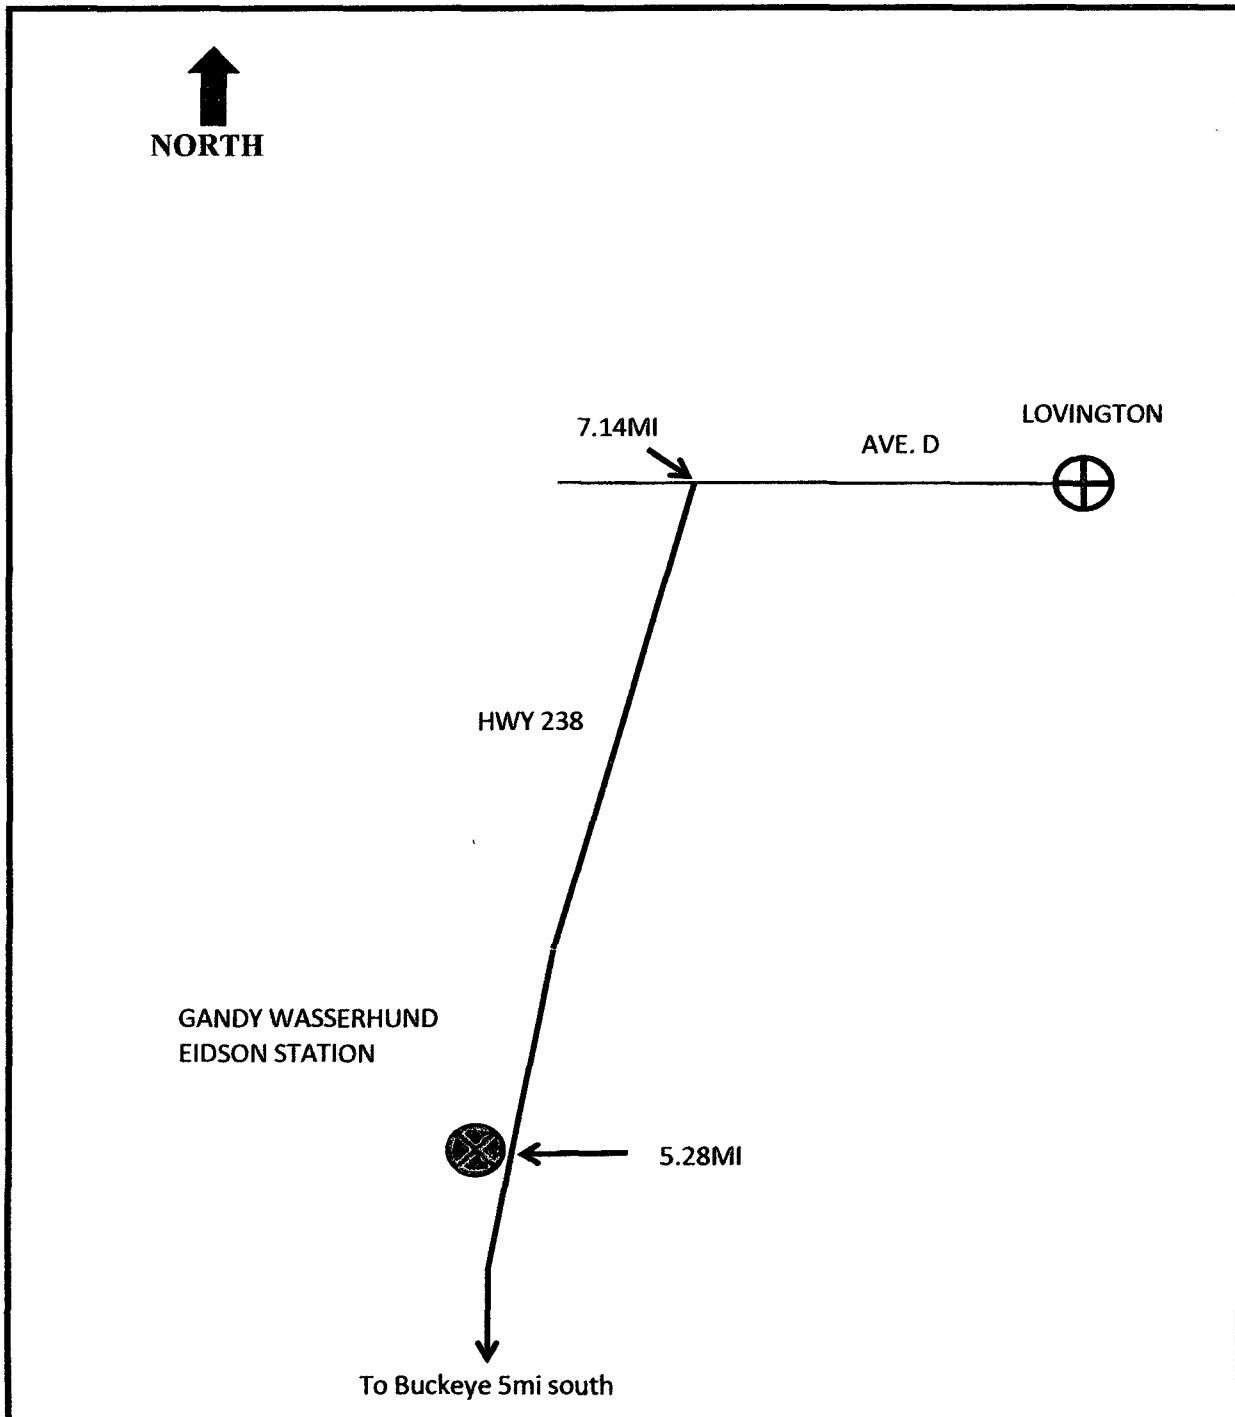 NORTH
LOVINGTON
7.14MI
AVE. D
HWY 238
GANDY WASSERHUND
EIDSON STATION
5.28MI
To Buckeye 5mi south